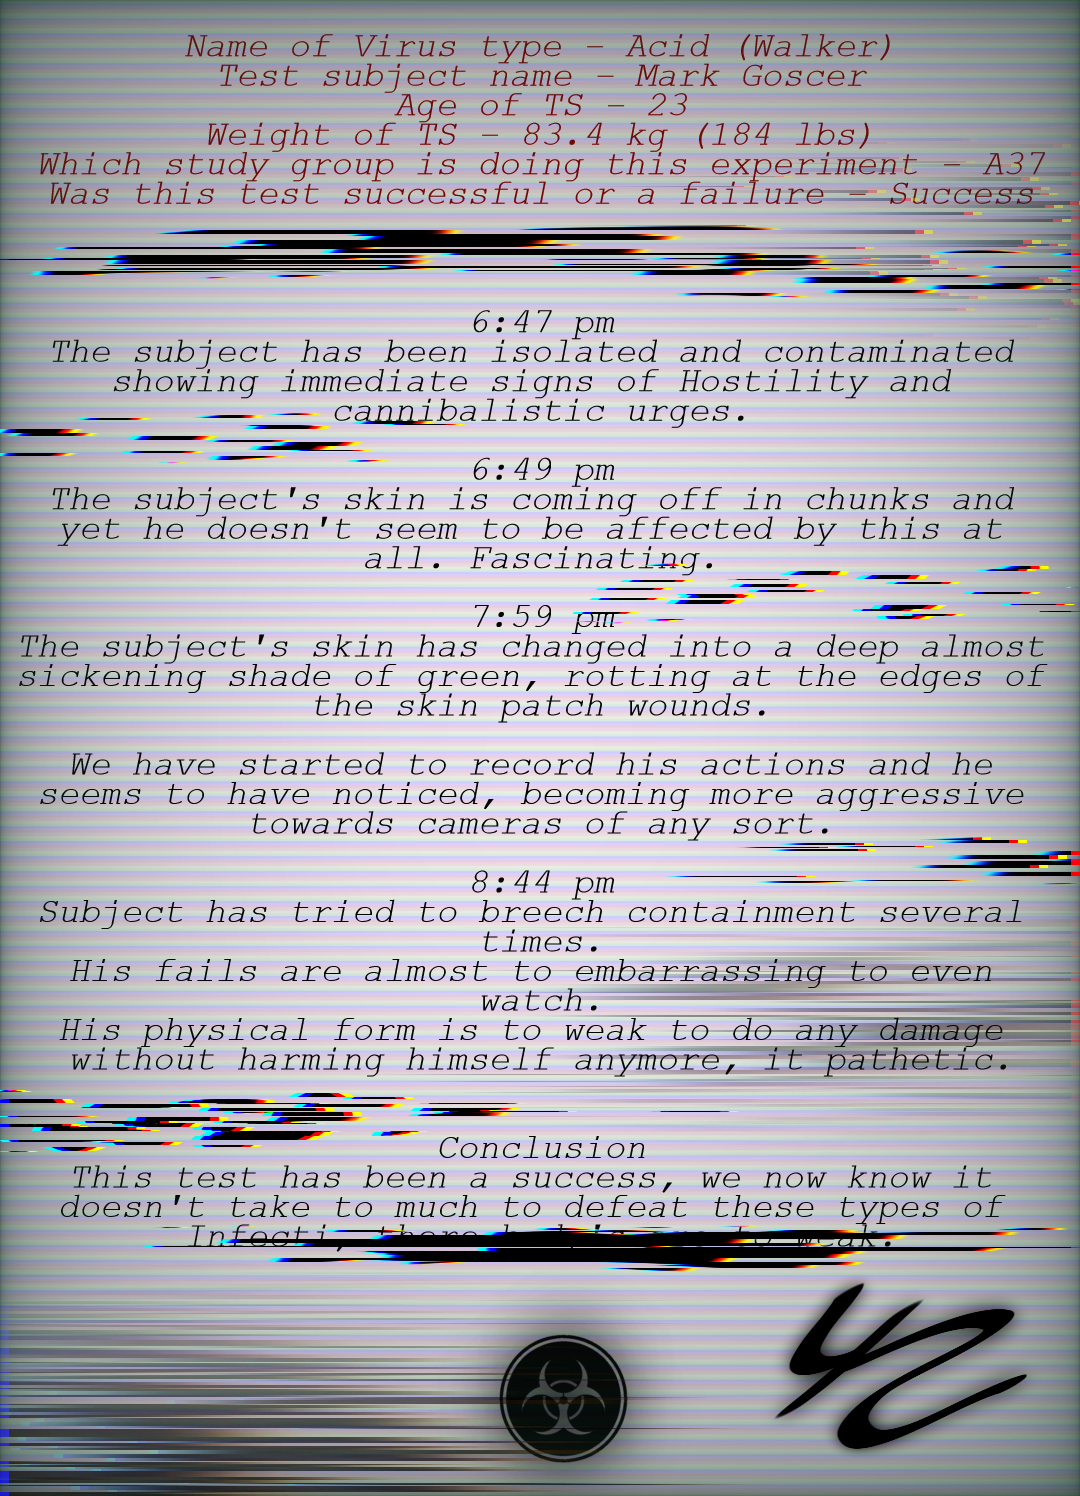 Name of Virus type - Acid (Walker)
Test subject name - Mark Goscer
Age of TS - 23
Weight of TS - 83.4 kg (184 lbs)
Which study group is doing this experiment - A37
Was this test successful or a failure - Success
6:47 pm
The subject has been isolated and contaminated
showing immediate signs of Hostility and
cannibalistic urges.
6:49 pm
The subject's skin is coming off in chunks and
yet he doesn't seem to be affected by this at
all. Fascinating.
7:59 pm
The subject's skin has changed into a deep almost
sickening shade of green, rotting at the edges of
the skin patch wounds.
We have started to record his actions and he
seems to have noticed, becoming more aggressive
towards cameras of any sort.
8:44 pm
Subject has tried to breech containment several
times.
His fails are almost to embarrassing to even
watch.
His physical form is to weak to do any damage
without harming himself anymore, it pathetic.
Conclusion
This test has been a success, we now know it
doesn't take to much to defeat these types of
Infecti, there to weak.